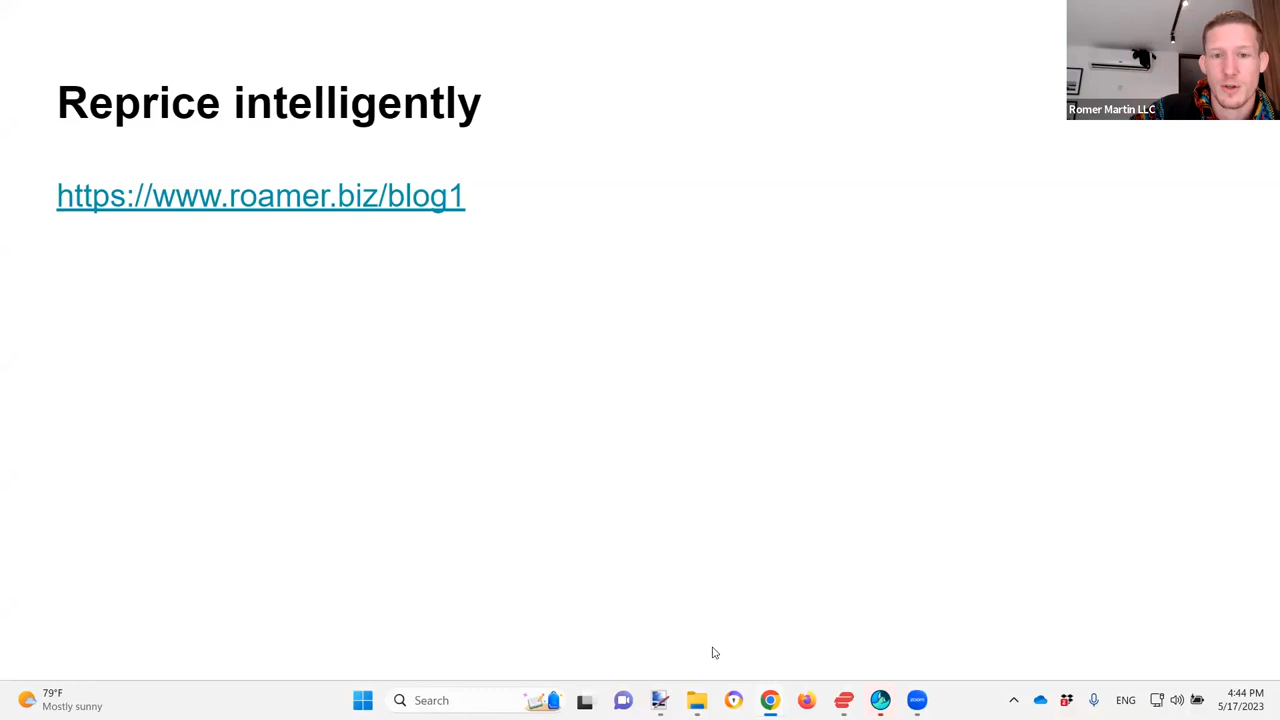 Reprice intelligently
Romer Martin LLC
https://www.roamer.biz/blog1
79°F
Mostly sunny
Search
zoom
ENG
4:44 PM
5/17/2023